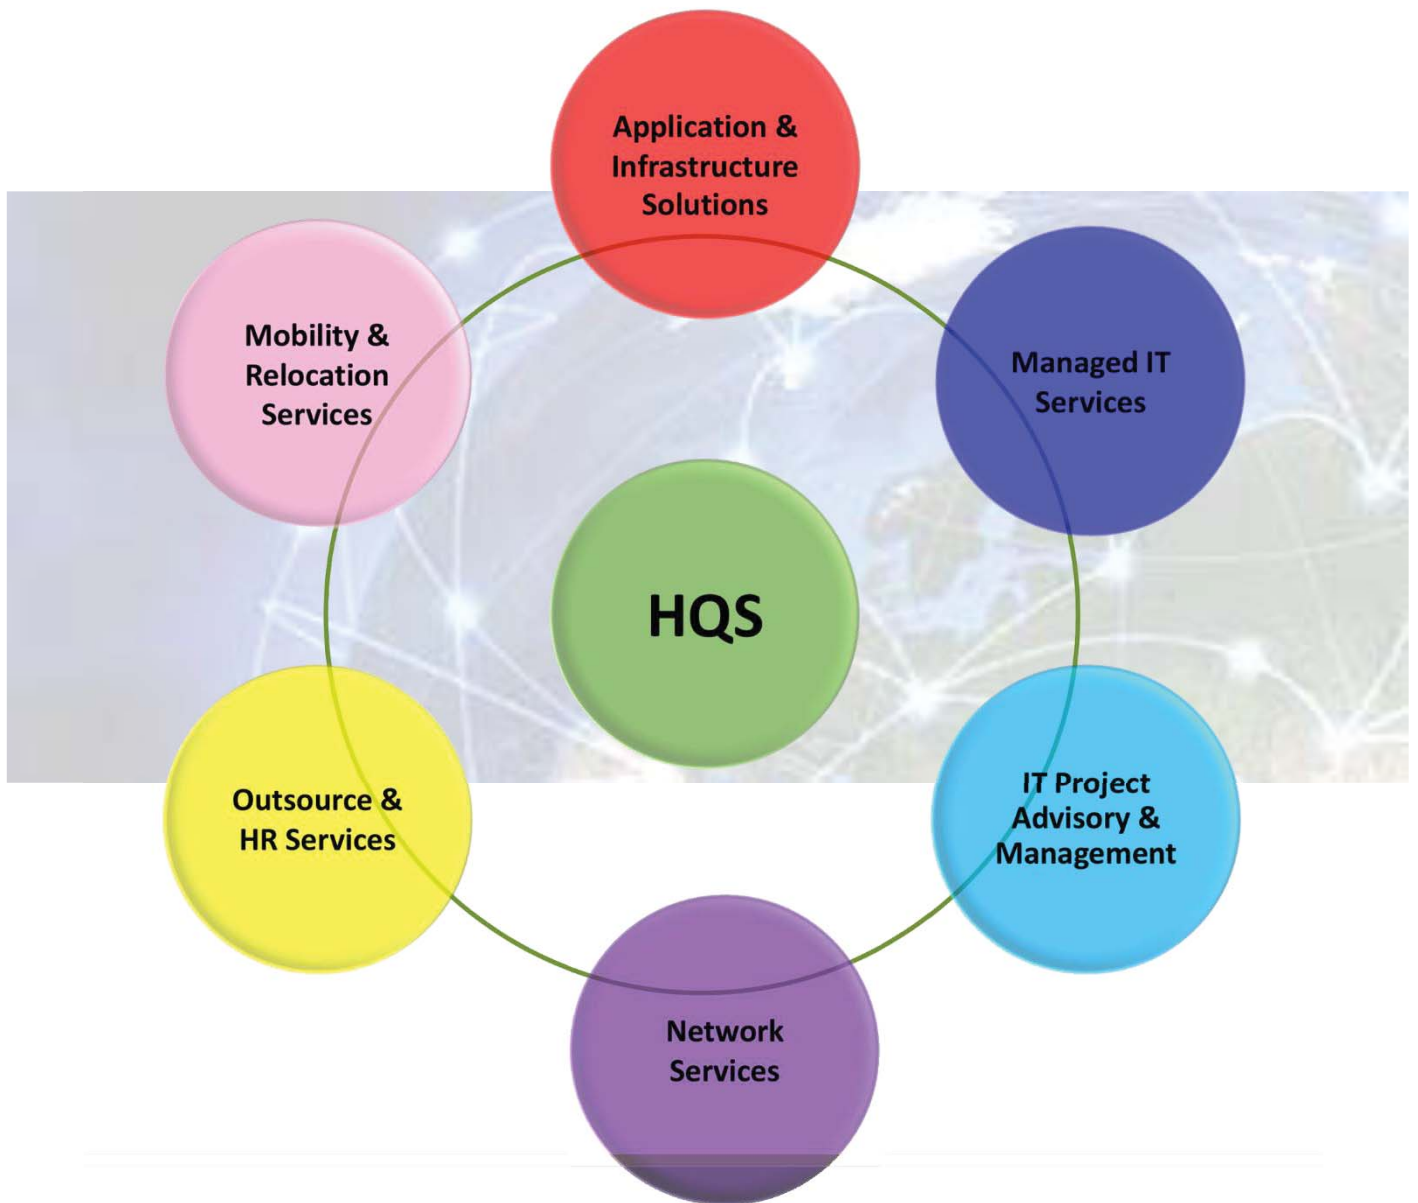 Application &
Infrastructure
Solutions
Mobility &
Relocation
Services
Managed IT
Services
HQS
Outsource &
HR Services
IT Project
Advisory &
Management
Network
Services